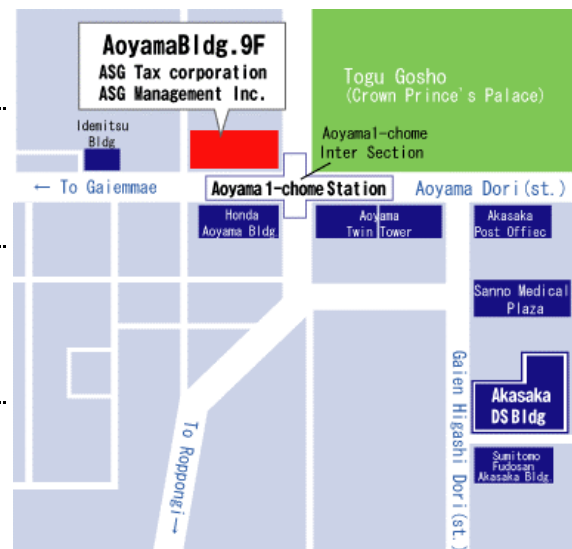 AoyamaBldg.9F
ASG Tax corporation
ASG Management Inc.
Togu Gosho
(Crown Prince's Palace)
Idemitsu
Bldg
Aoyama1-chome
Inter Section
← To Gaiemmae
Aoyama 1-chome Station
Aoyama Dori(st.)
Honda
Aoyama Bldg.
Aoyama
Twin Tower
Akasaka
Post Offiec
Sanno Medical
Plaza
Gaien Higashi Dori(st.)
Akasaka
DS Bldg
To Roppongi→
Sumitomo
Fudosan
Akasaka Bldg.